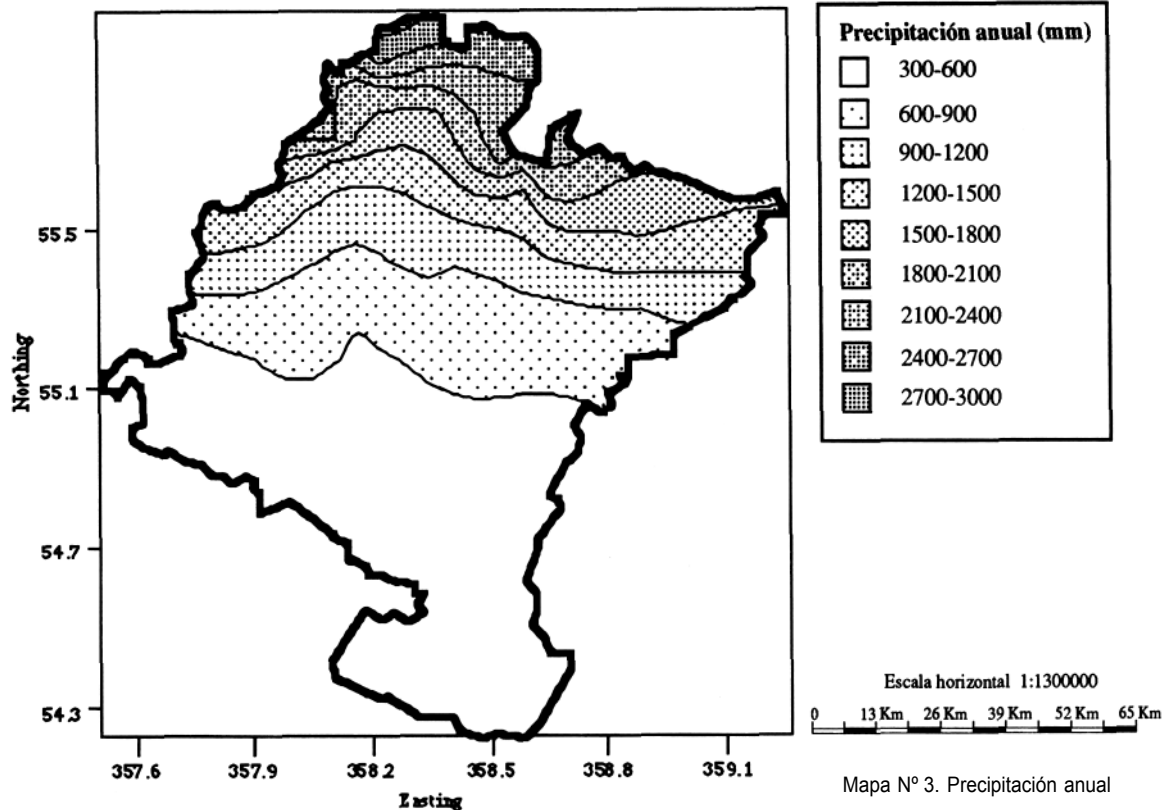 Precipitación anual (mm)
300-600
600-900
900-1200
1200-1500
1500-1800
1800-2100
2100-2400
2400-2700
2700-3000
Northing
55.5
55.1
54.7
54.3
357.6 357.9 358.2 358.5 358.8 359.1
Easting
Escala horizontal 1:1300000
0 13 Km 26 Km 39 Km 52 Km 65 Km
Mapa Nº 3. Precipitación anual